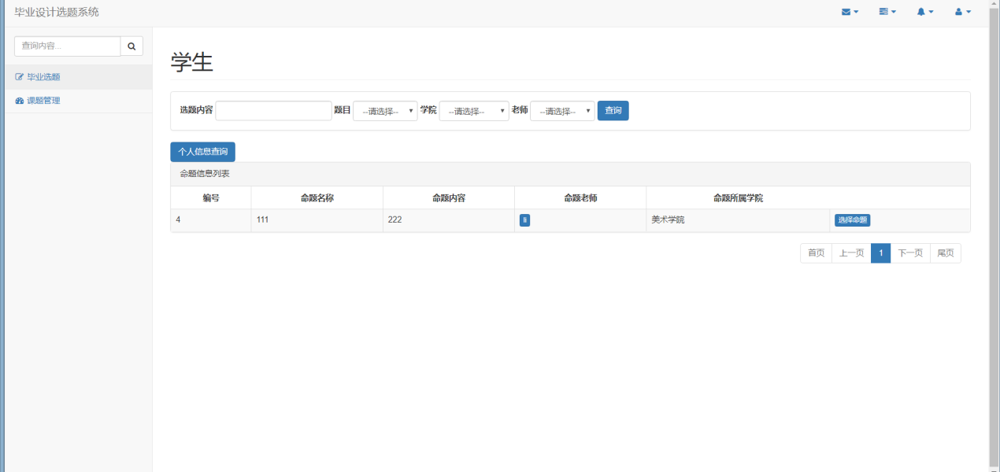 毕业设计选题系统
查询内容...
毕业选题
课题管理
学生
选题内容 题目 --请选择-- 学院 --请选择-- 老师 --请选择-- 查询
个人信息查询
命题信息列表
编号 命题名称 命题内容 命题老师 命题所属学院
4 111 222 li 美术学院 选择命题
首页 上一页 1 下一页 尾页